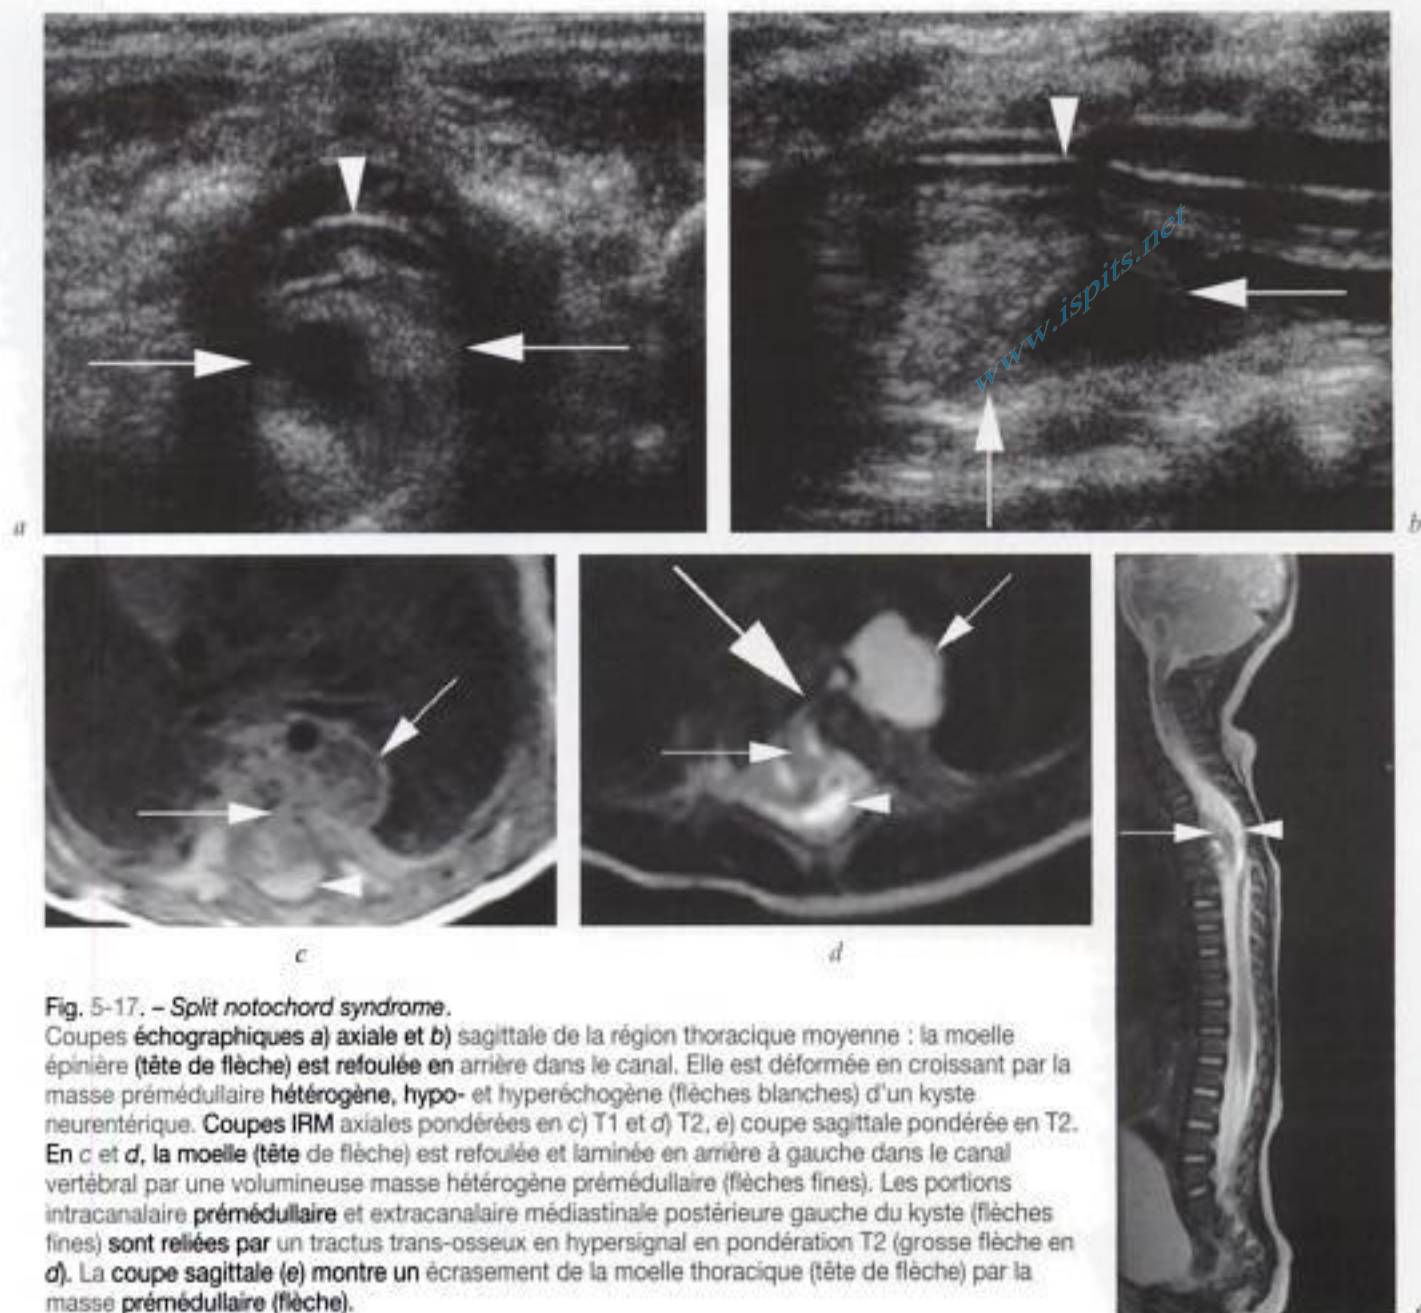 a
b
www.ispits.net
c
d
Fig. 5-17. – Split notochord syndrome.
Coupes échographiques a) axiale et b) sagittale de la région thoracique moyenne : la moelle
épinière (tête de flèche) est refoulée en arrière dans le canal. Elle est déformée en croissant par la
masse prémédullaire hétérogène, hypo- et hyperéchogène (flèches blanches) d'un kyste
neurentérique. Coupes IRM axiales pondérées en c) T1 et d) T2, e) coupe sagittale pondérée en T2.
En c et d, la moelle (tête de flèche) est refoulée et laminée en arrière à gauche dans le canal
vertébral par une volumineuse masse hétérogène prémédullaire (flèches fines). Les portions
intracanalaire prémédullaire et extracanalaire médiastinale postérieure gauche du kyste (flèches
fines) sont reliées par un tractus trans-osseux en hypersignal en pondération T2 (grosse flèche en
d). La coupe sagittale (e) montre un écrasement de la moelle thoracique (tête de flèche) par la
masse prémédullaire (flèche).